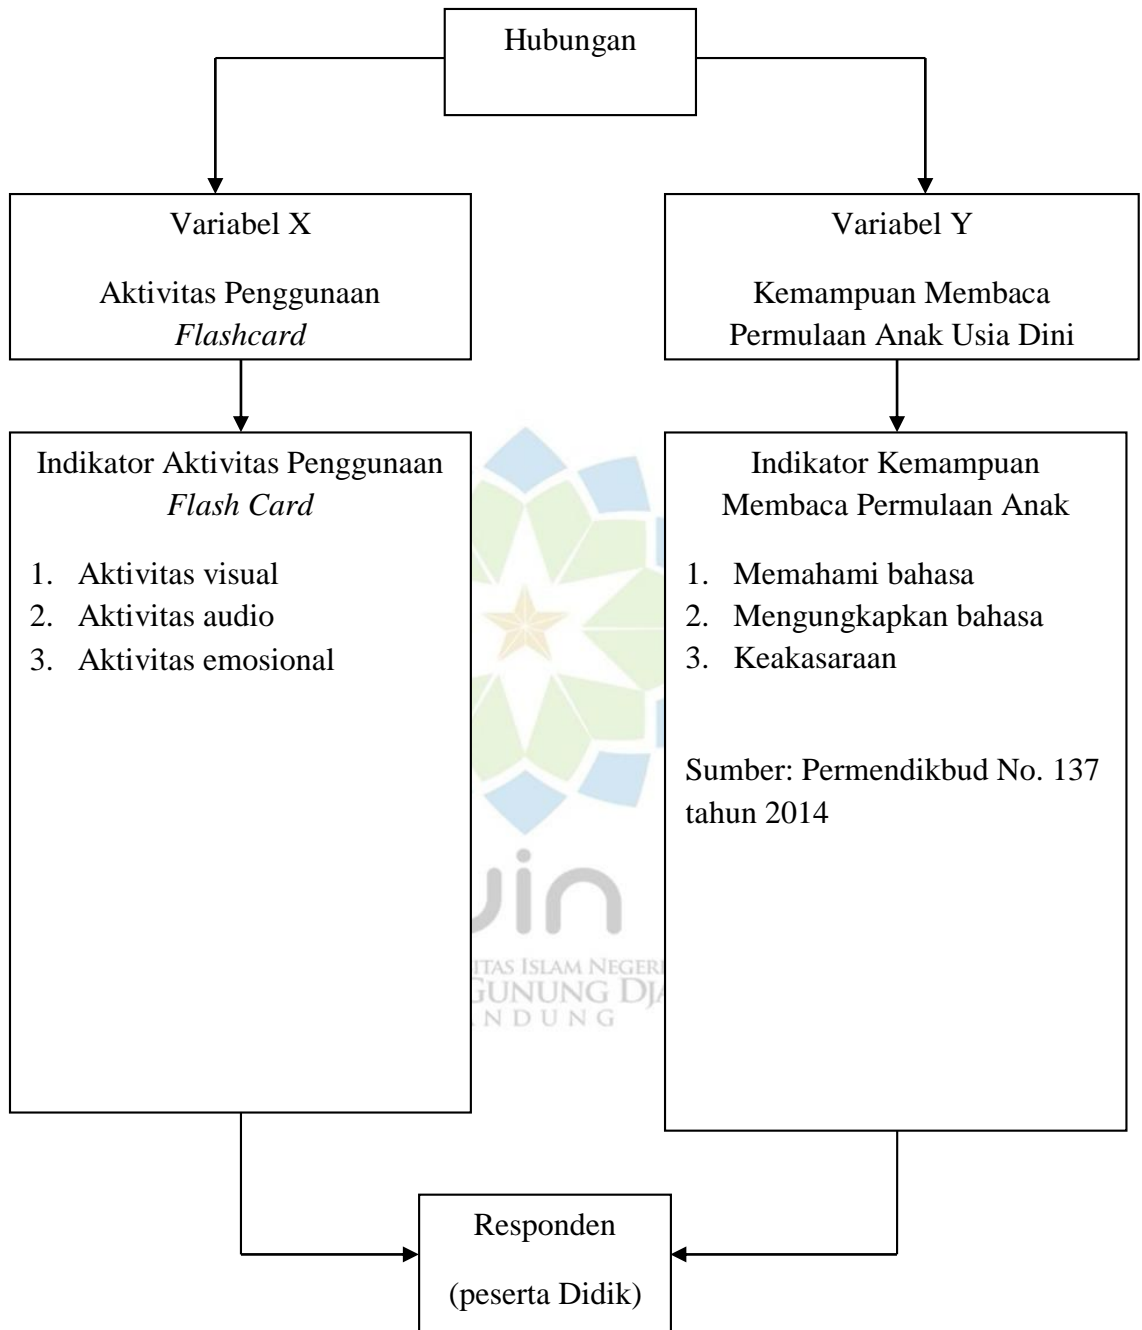 Hubungan
Variabel X
Aktivitas Penggunaan
Flashcard
Variabel Y
Kemampuan Membaca
Permulaan Anak Usia Dini
Indikator Aktivitas Penggunaan
Flash Card
1. Aktivitas visual
2. Aktivitas audio
3. Aktivitas emosional
Indikator Kemampuan
Membaca Permulaan Anak
1. Memahami bahasa
2. Mengungkapkan bahasa
3. Keakasaraan
Sumber: Permendikbud No. 137
tahun 2014
ISLAM
GUNUNG
Responden
(peserta Didik)